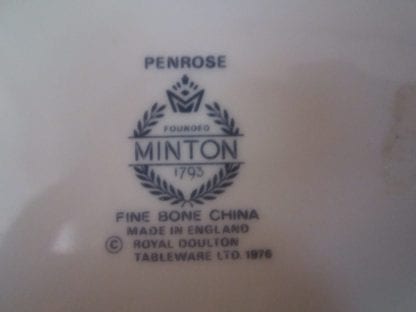 PENROSE
FOUNDED
MINTON
1793
FINE BONE CHINA
MADE IN ENGLAND
© ROYAL DOULTON
TABLEWARE LTD. 1976